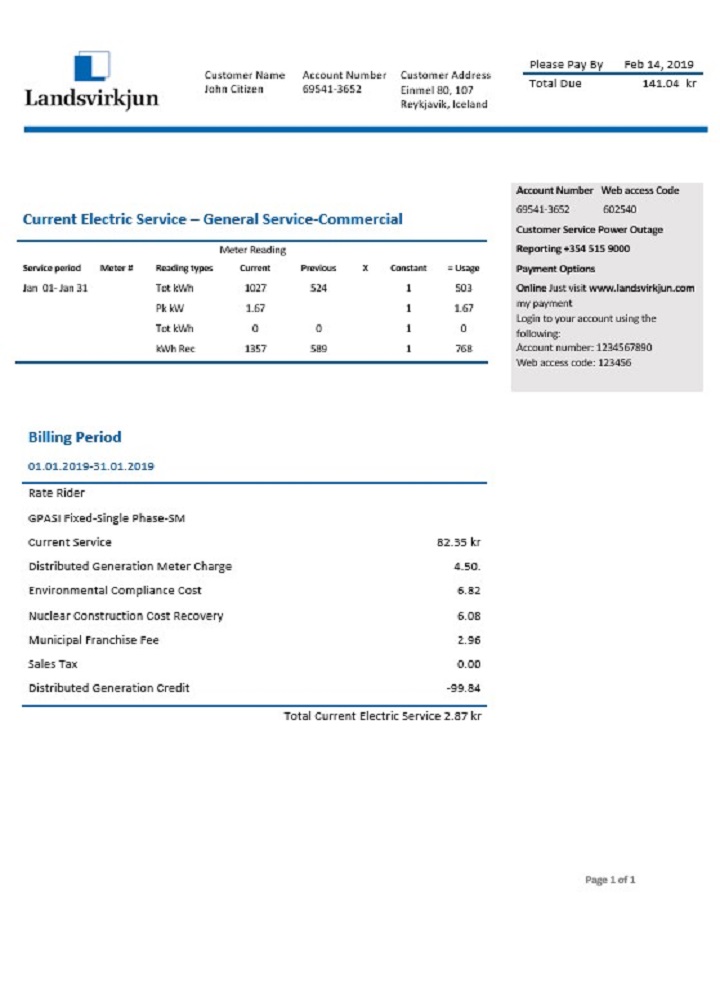 Landsvirkjun
Customer Name Account Number Customer Address
John Citizen 69541-3652 Einmel 80, 107
Reykjavik, Iceland
Please Pay By Feb 14, 2019
Total Due 141.04 kr
Current Electric Service – General Service-Commercial
Meter Reading
Service period Meter # Reading types Current Previous X Constant = Usage
Jan 01-Jan 31 Tot kWh 1027 524 1 503
Pk kW 1.67 1 1.67
Tot kWh 0 0 1 0
kWh Rec 1357 589 1 768
Account Number Web access Code
69541-3652 602540
Customer Service Power Outage
Reporting +354 515 9000
Payment Options
Online Just visit www.landsvirkjun.com
my payment
Login to your account using the
following:
Account number: 1234567890
Web access code: 123456
Billing Period
01.01.2019-31.01.2019
Rate Rider
GPASI Fixed-Single Phase-SM
Current Service 82.35 kr
Distributed Generation Meter Charge 4.50.
Environmental Compliance Cost 6.82
Nuclear Construction Cost Recovery 6.08
Municipal Franchise Fee 2.96
Sales Tax 0.00
Distributed Generation Credit -99.84
Total Current Electric Service 2.87 kr
Page 1 of 1